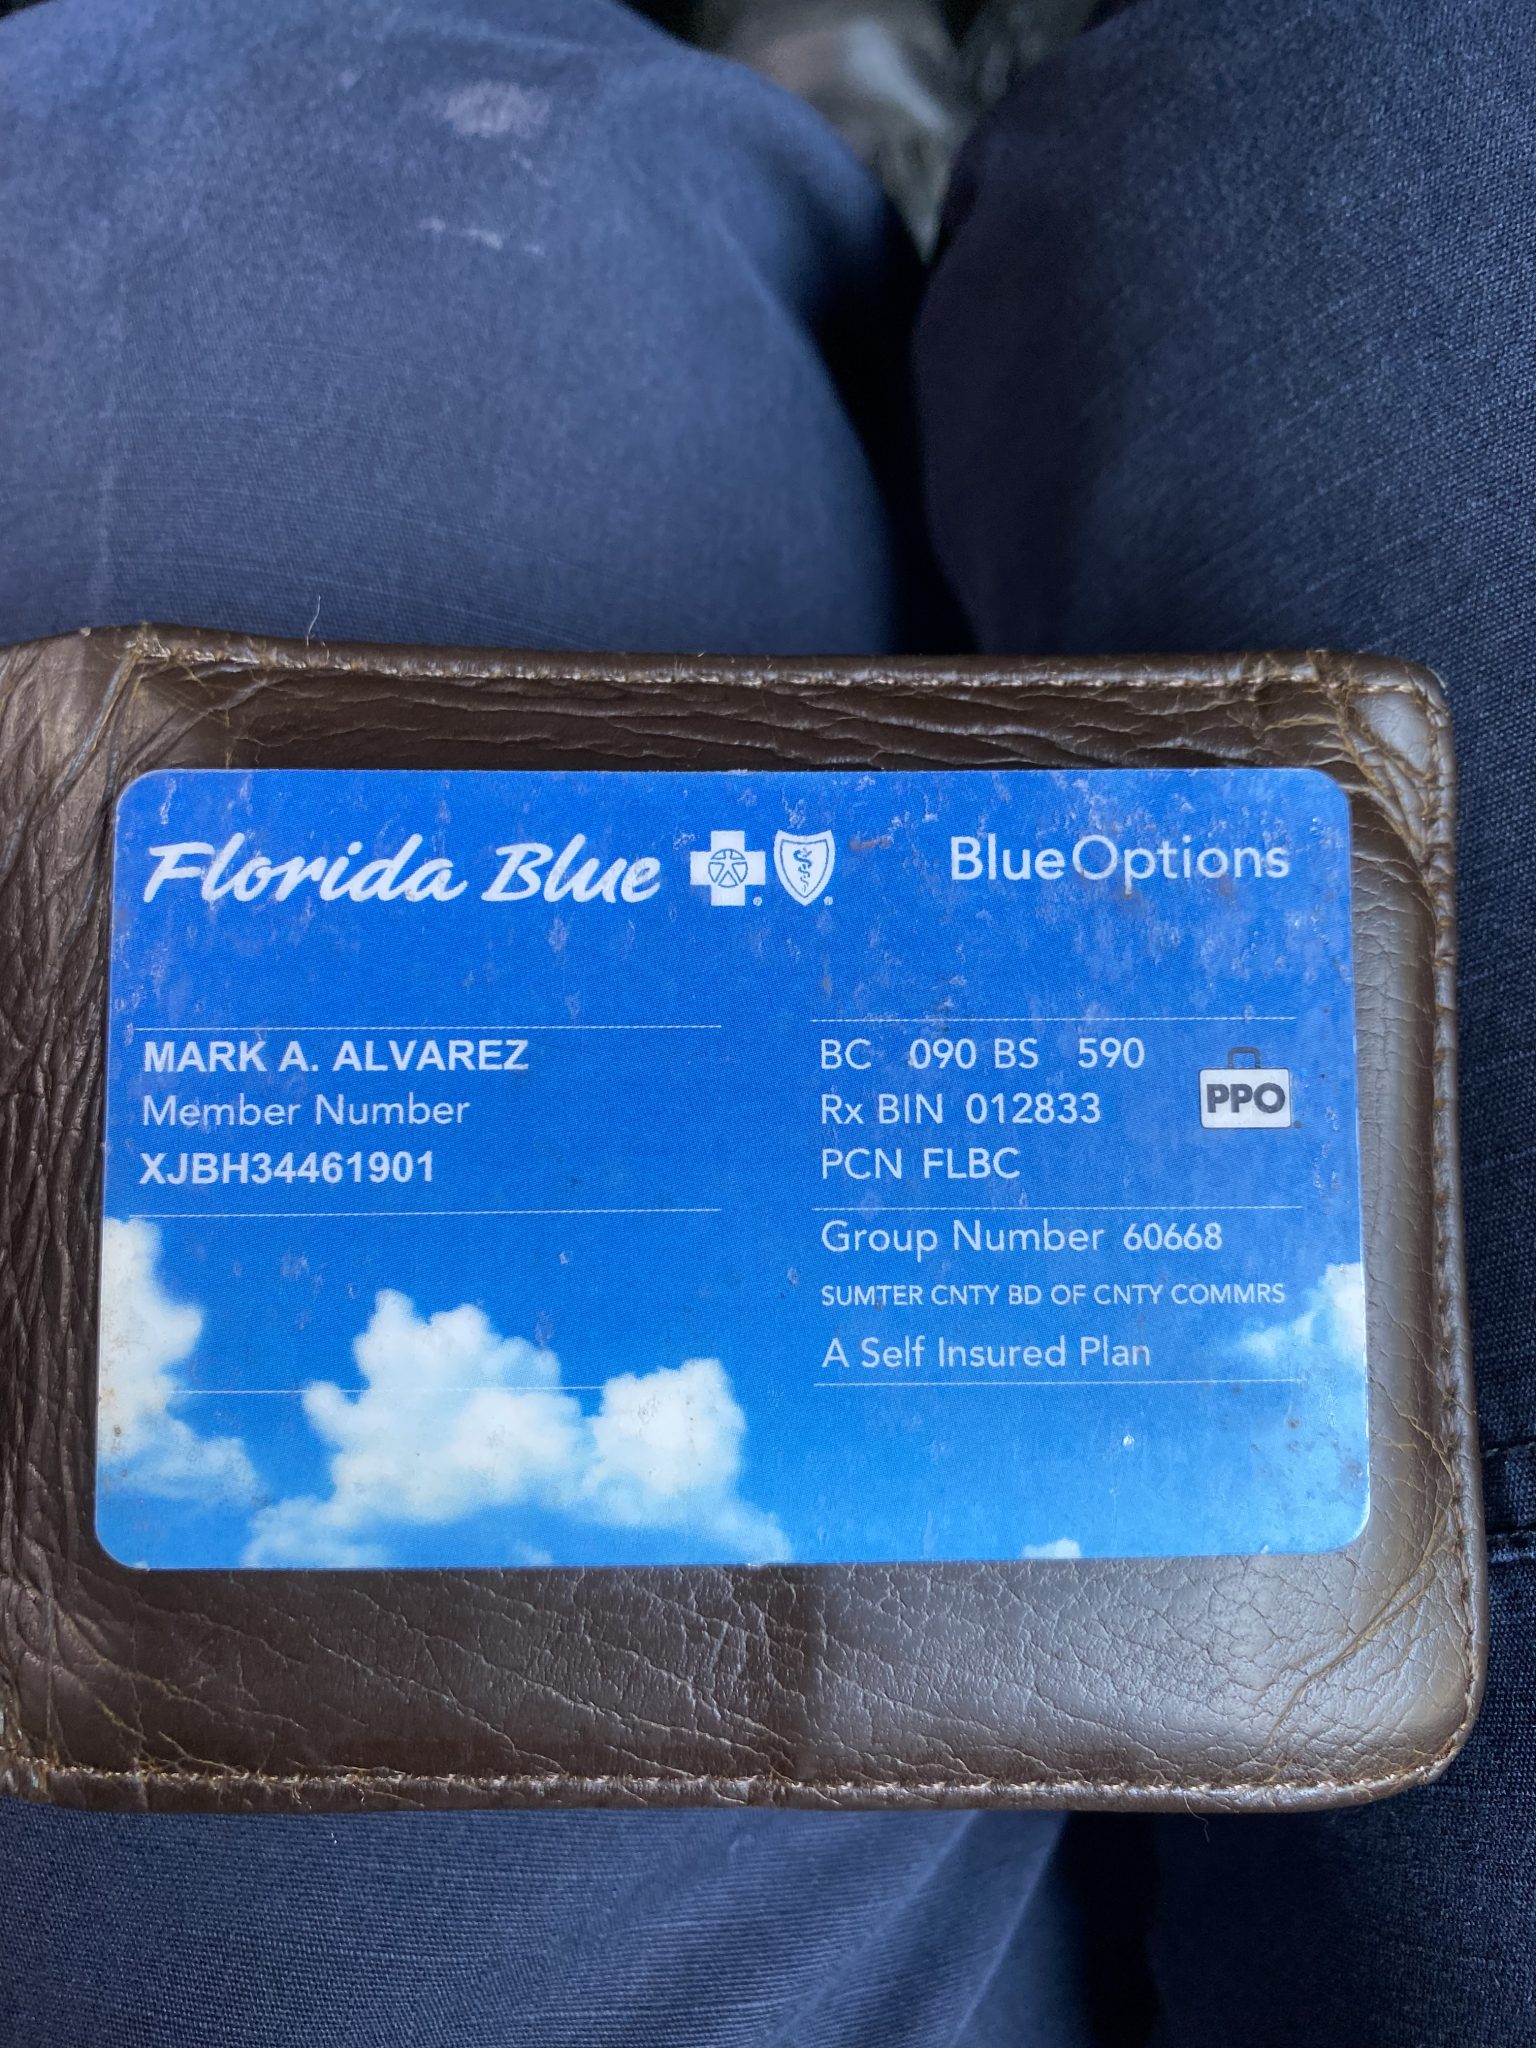 Florida Blue
BlueOptions
MARK A. ALVAREZ
Member Number
XJBH34461901
BC 090 BS 590
Rx BIN 012833
PCN FLBC
PPO
Group Number 60668
SUMTER CNTY BD OF CNTY COMMRS
A Self Insured Plan